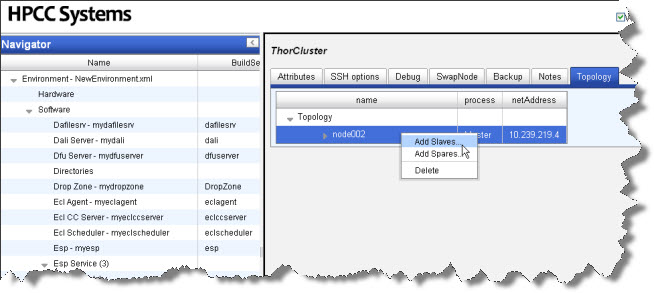 HPCC Systems
Navigator
Name BuildSe
Environment - NewEnvironment.xml
Hardware
Software
Dafilesrv - mydafilesrv dafilesrv
Dali Server - mydali dali
Dfu Server - mydfuserver dfuserver
Directories
Drop Zone - mydropzone DropZone
Ecl Agent - myeclagent eclagent
Ecl CC Server - myeclccserver eclccserver
Ecl Scheduler - myeclscheduler eclscheduler
Esp - myesp esp
Esp Service (3)
ThorCluster
Attributes SSH options Debug SwapNode Backup Notes Topology
name process netAddress
Topology
node002 10.239.219.4
Add Slaves...
Add Spares...
Delete